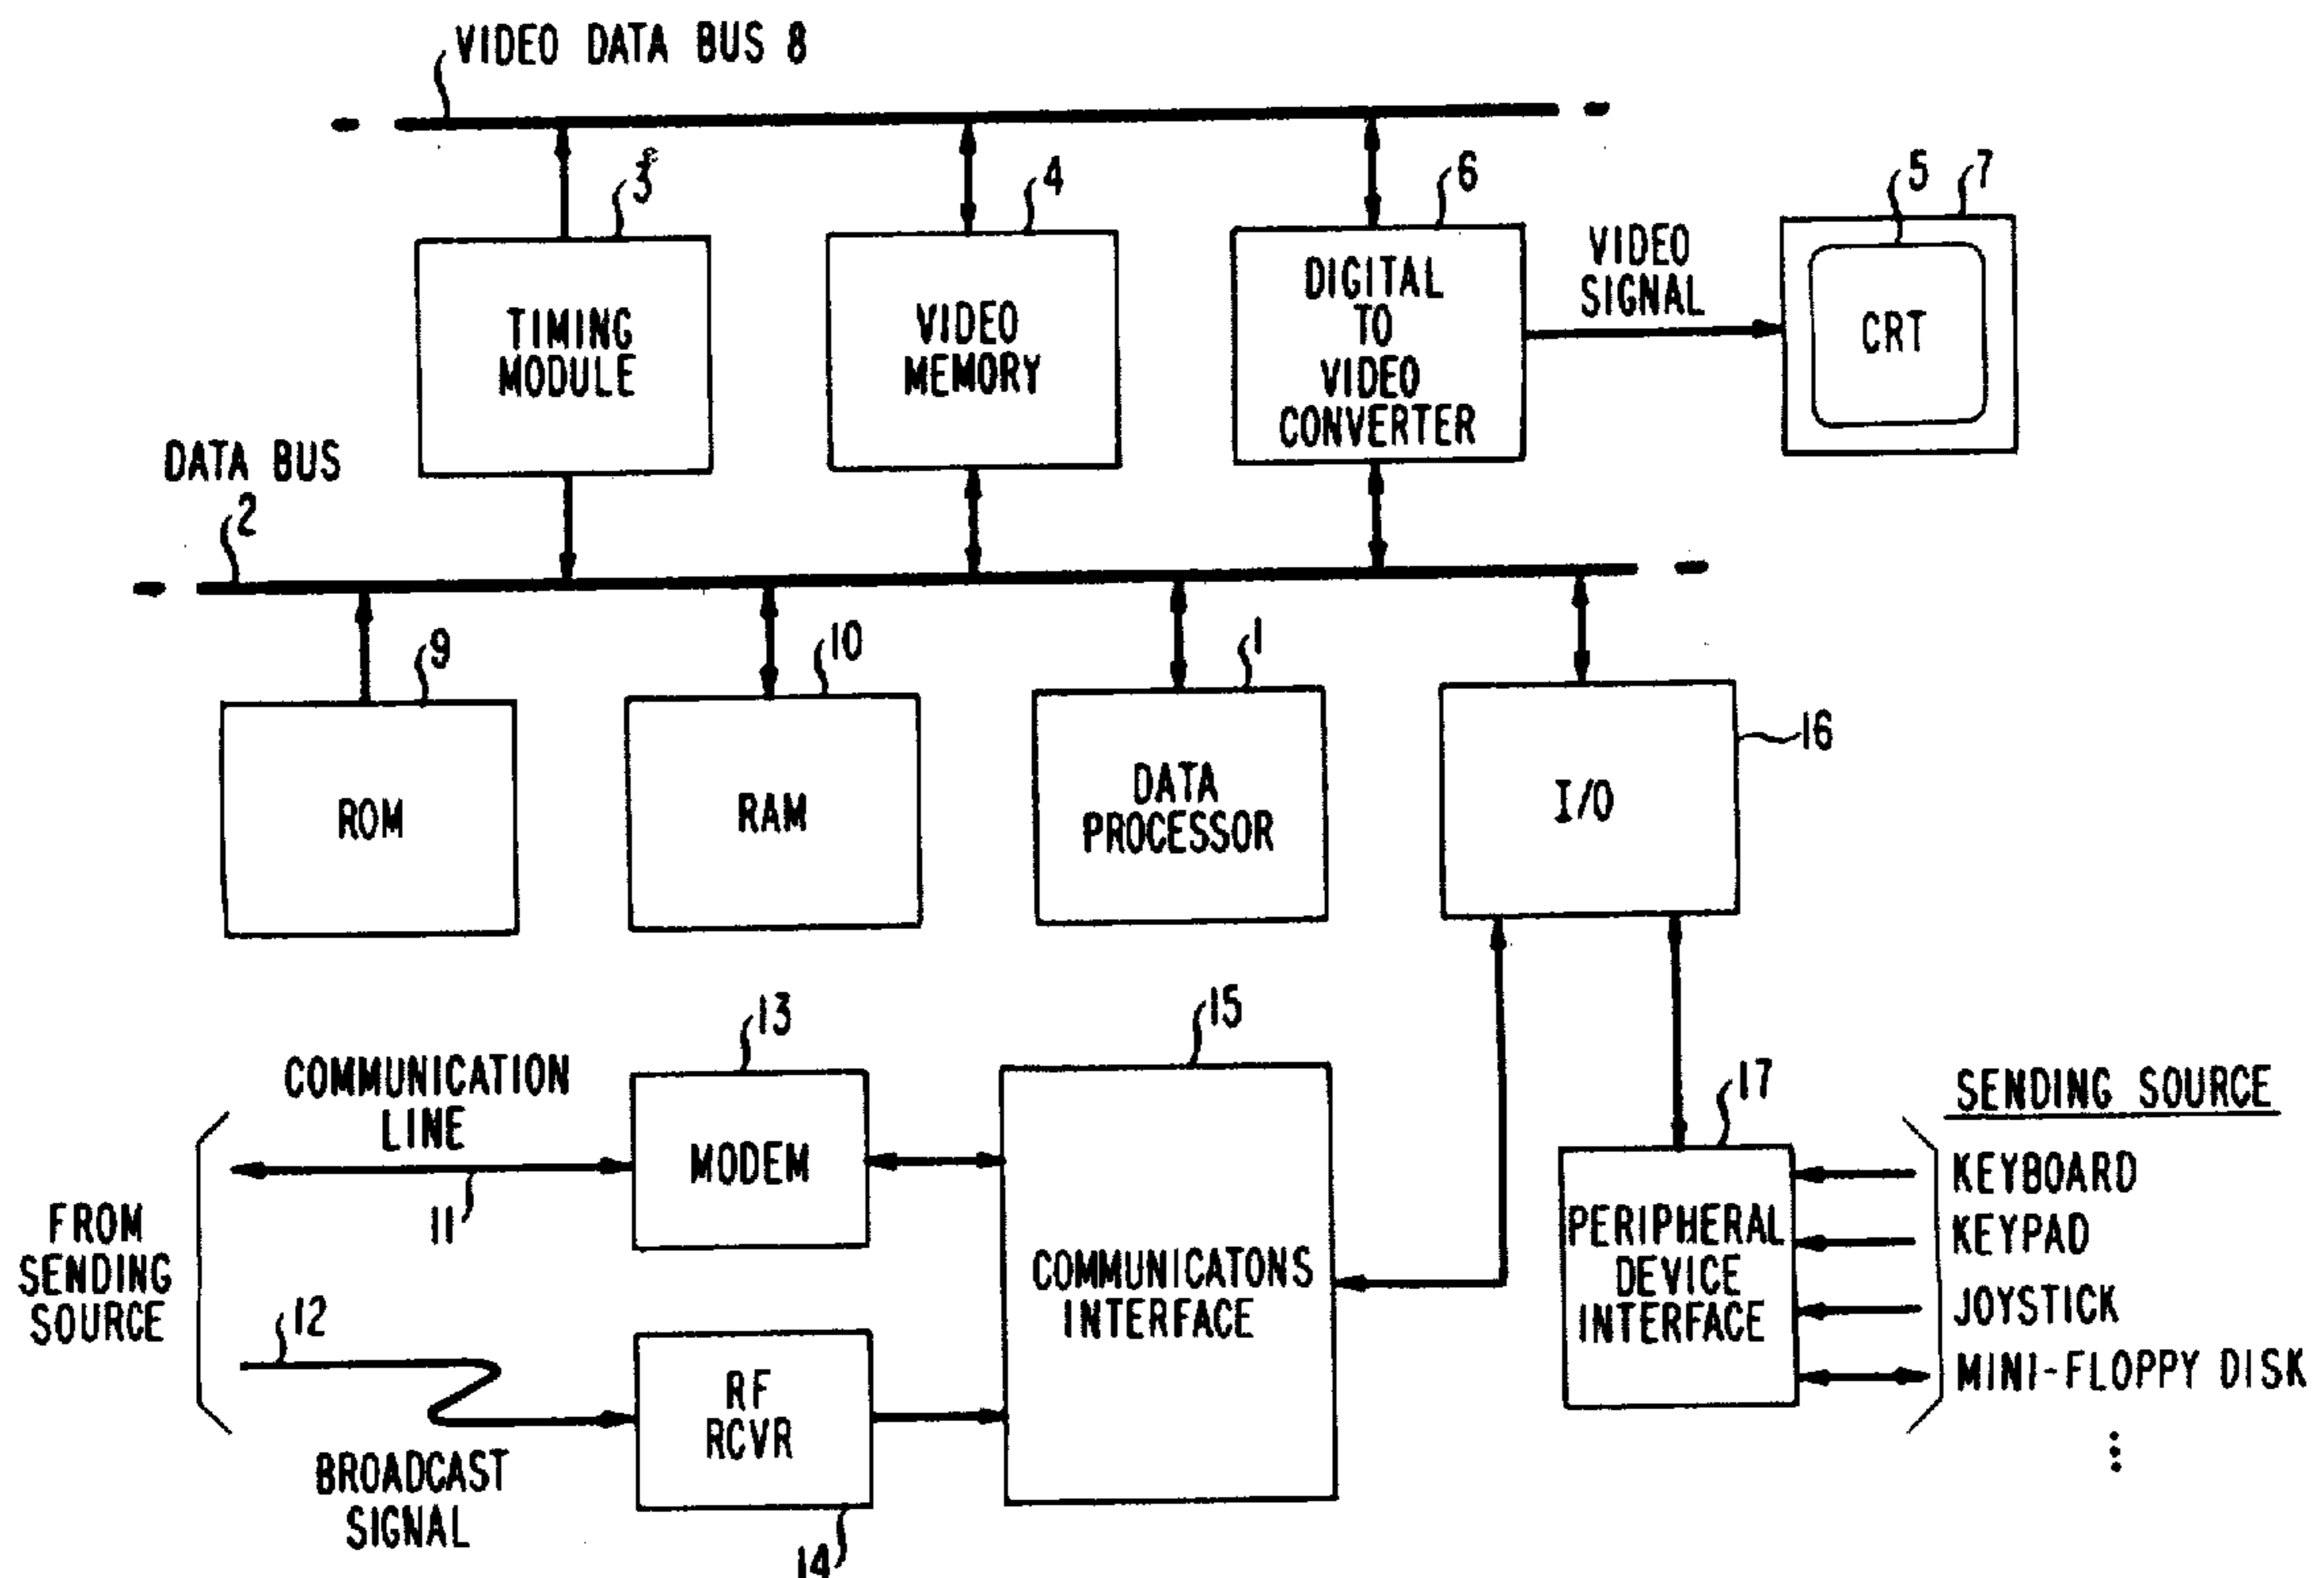 VIDEO DATA BUS 8
3
4
6
5
7
TIMING
MODULE
VIDEO
MEMORY
DIGITAL
TO
VIDEO
CONVERTER
VIDEO
SIGNAL
CRT
DATA BUS
2
9
10
1
16
ROM
RAM
DATA
PROCESSOR
I/O
13
15
17
COMMUNICATION
LINE
11
MODEM
FROM
SENDING
SOURCE
12
BROADCAST
SIGNAL
RF
RCVR
14
COMMUNICATONS
INTERFACE
PERIPHERAL
DEVICE
INTERFACE
SENDING SOURCE
KEYBOARD
KEYPAD
JOYSTICK
MINI-FLOPPY DISK
⋮